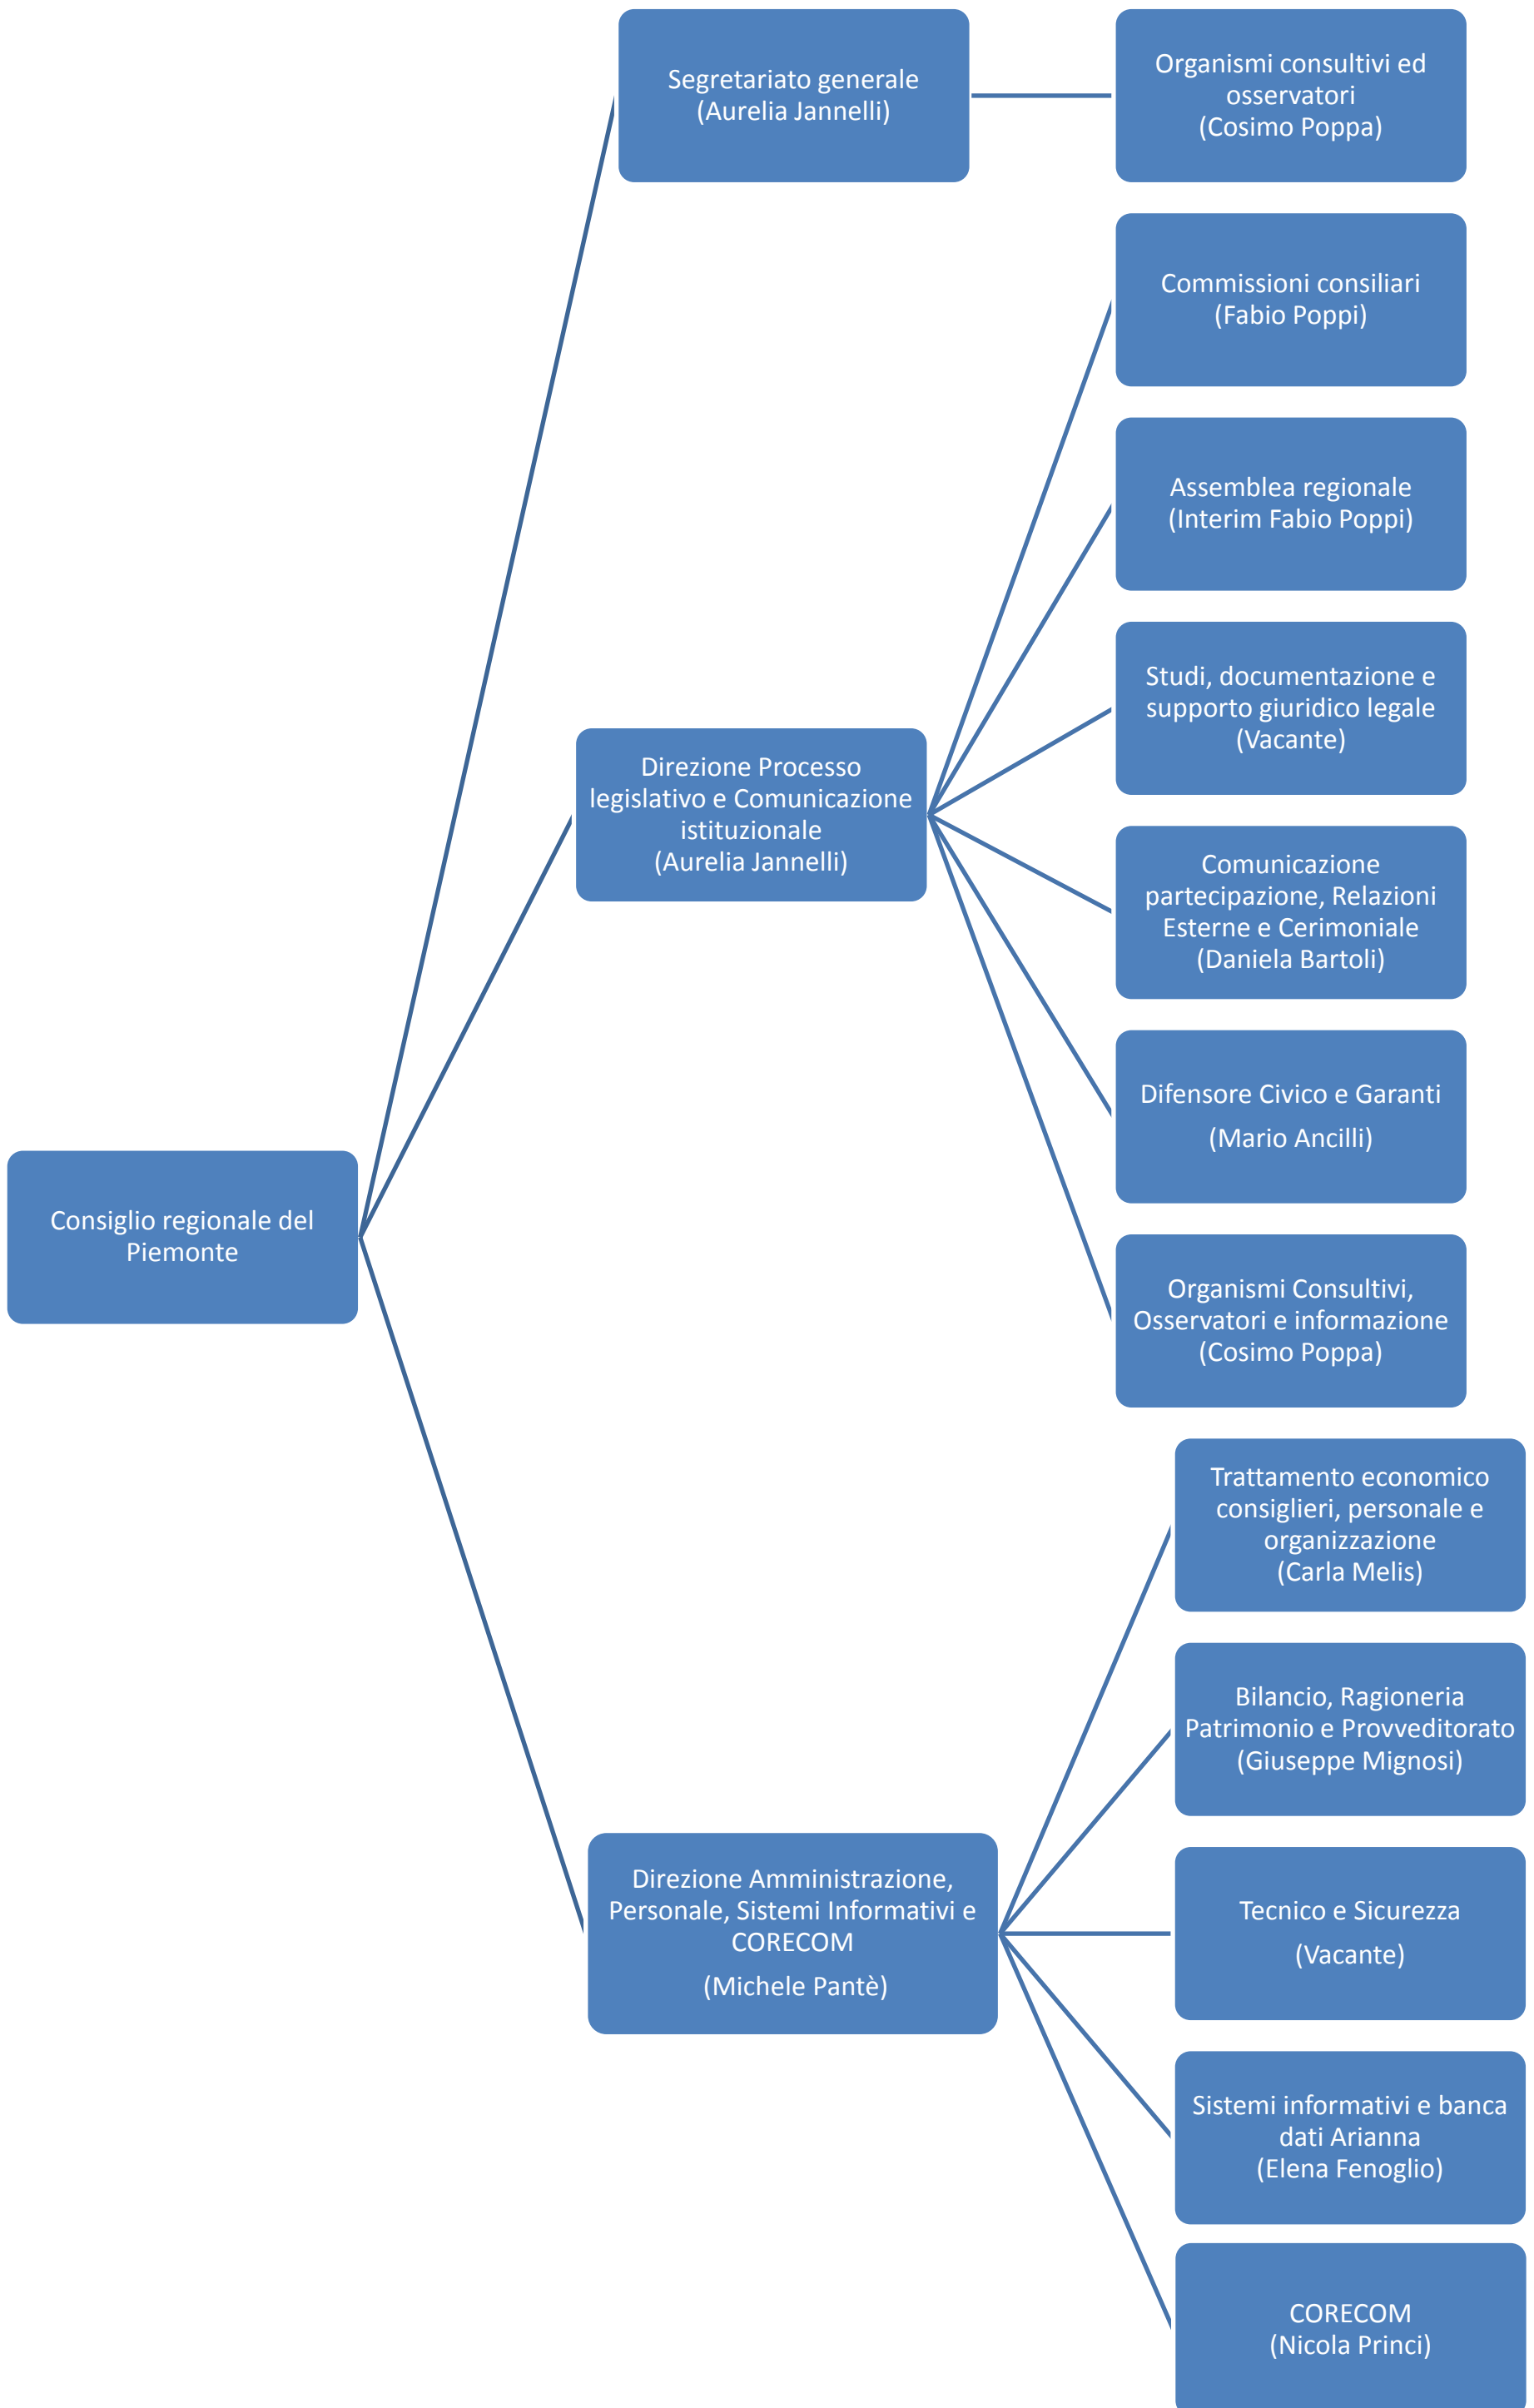 Segretariato generale
(Aurelia Jannelli)
Organismi consultivi ed
osservatori
(Cosimo Poppa)
Commissioni consiliari
(Fabio Poppi)
Assemblea regionale
(Interim Fabio Poppi)
Studi, documentazione e
supporto giuridico legale
(Vacante)
Direzione Processo
legislativo e Comunicazione
istituzionale
(Aurelia Jannelli)
Comunicazione
partecipazione, Relazioni
Esterne e Cerimoniale
(Daniela Bartoli)
Difensore Civico e Garanti
(Mario Ancilli)
Consiglio regionale del
Piemonte
Organismi Consultivi,
Osservatori e informazione
(Cosimo Poppa)
Trattamento economico
consiglieri, personale e
organizzazione
(Carla Melis)
Bilancio, Ragioneria
Patrimonio e Provveditorato
(Giuseppe Mignosi)
Direzione Amministrazione,
Personale, Sistemi Informativi e
CORECOM
(Michele Pantè)
Tecnico e Sicurezza
(Vacante)
Sistemi informativi e banca
dati Arianna
(Elena Fenoglio)
CORECOM
(Nicola Princi)